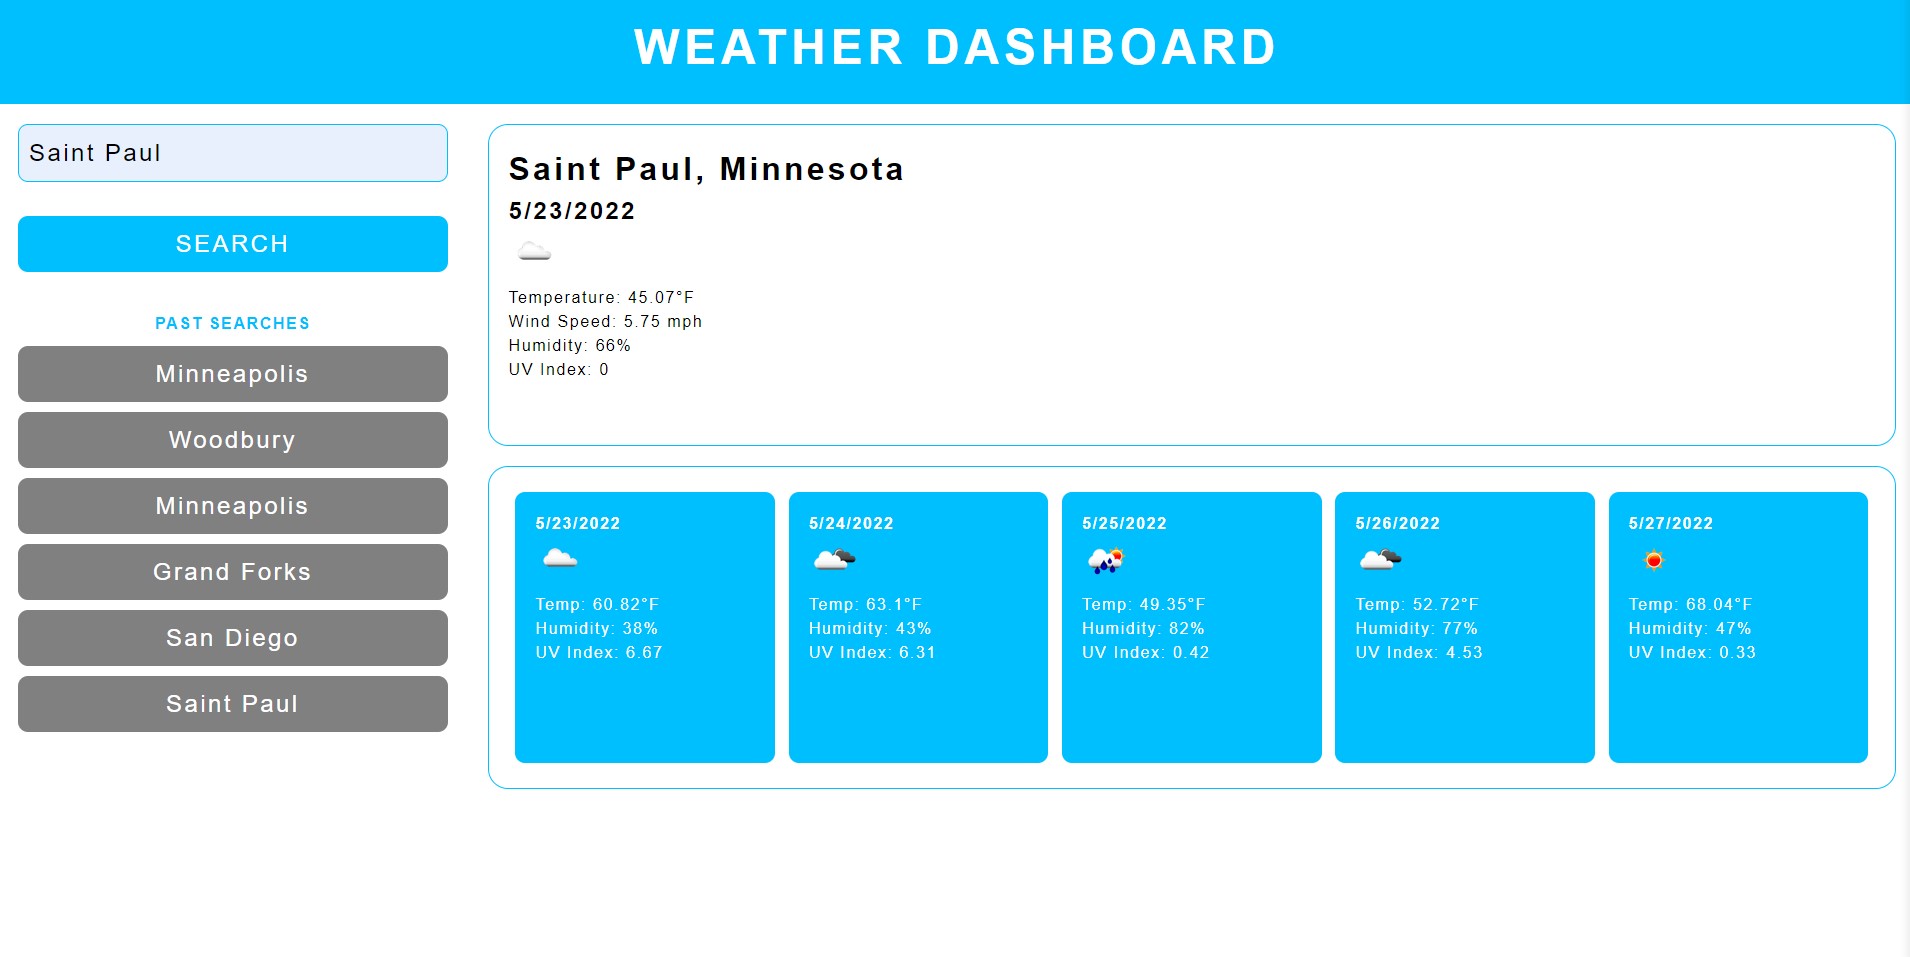 WEATHER DASHBOARD
Saint Paul
SEARCH
PAST SEARCHES
Minneapolis
Woodbury
Minneapolis
Grand Forks
San Diego
Saint Paul
Saint Paul, Minnesota
5/23/2022
Temperature: 45.07°F
Wind Speed: 5.75 mph
Humidity: 66%
UV Index: 0
5/23/2022
Temp: 60.82°F
Humidity: 38%
UV Index: 6.67
5/24/2022
Temp: 63.1°F
Humidity: 43%
UV Index: 6.31
5/25/2022
Temp: 49.35°F
Humidity: 82%
UV Index: 0.42
5/26/2022
Temp: 52.72°F
Humidity: 77%
UV Index: 4.53
5/27/2022
Temp: 68.04°F
Humidity: 47%
UV Index: 0.33